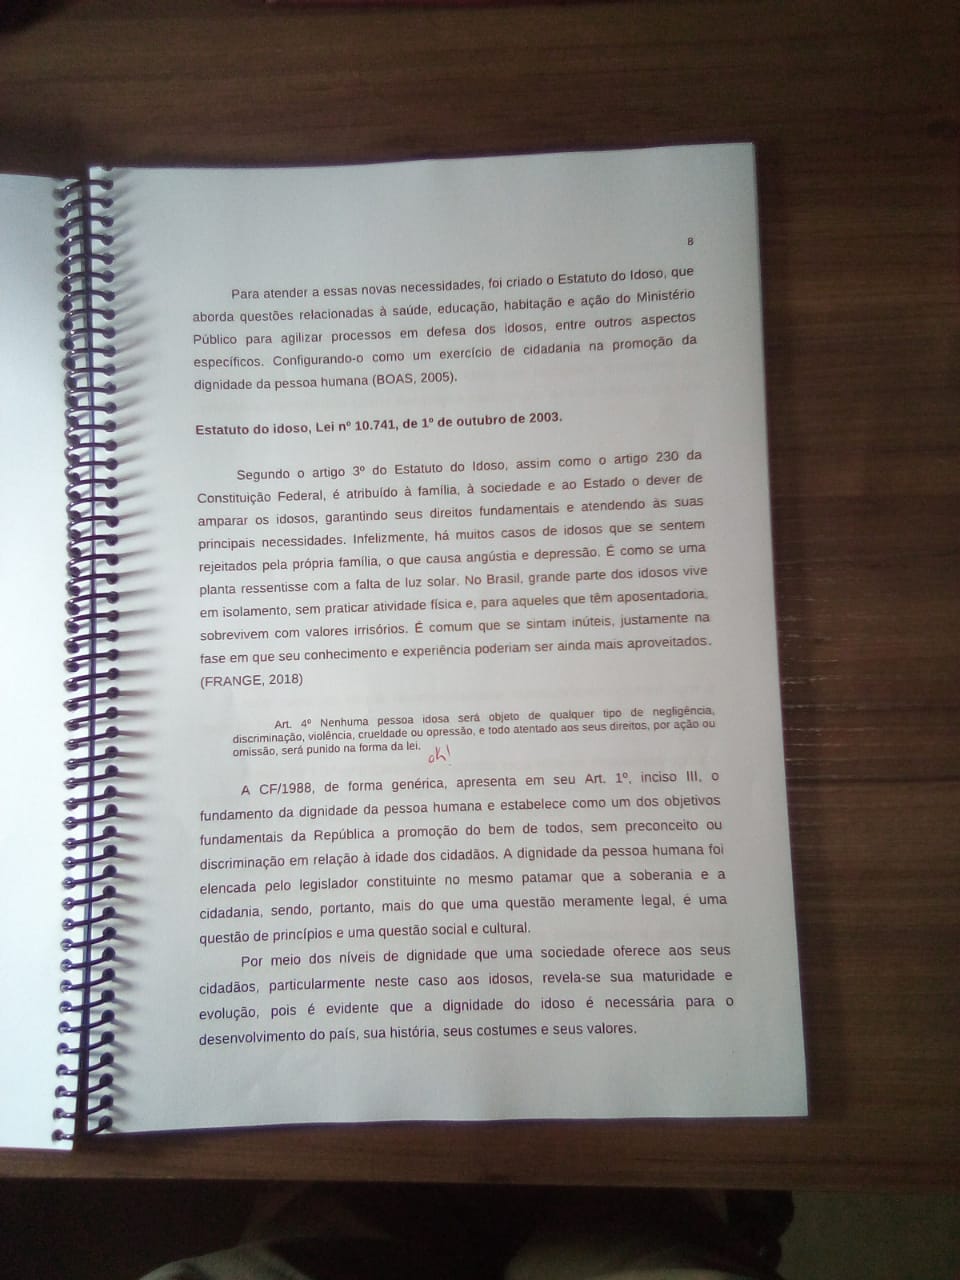 8
Para atender a essas novas necessidades, foi criado o Estatuto do Idoso, que
aborda questões relacionadas à saúde, educação, habitação e ação do Ministério
Público para agilizar processos em defesa dos idosos, entre outros aspectos
específicos. Configurando-o como um exercício de cidadania na promoção da
dignidade da pessoa humana (BOAS, 2005).
Estatuto do idoso, Lei nº 10.741, de 1º de outubro de 2003.
Segundo o artigo 3º do Estatuto do Idoso, assim como o artigo 230 da
Constituição Federal, é atribuído à família, à sociedade e ao Estado o dever de
amparar os idosos, garantindo seus direitos fundamentais e atendendo às suas
principais necessidades. Infelizmente, há muitos casos de idosos que se sentem
rejeitados pela própria família, o que causa angústia e depressão. É como se uma
planta ressentisse com a falta de luz solar. No Brasil, grande parte dos idosos vive
em isolamento, sem praticar atividade física e, para aqueles que têm aposentadoria,
sobrevivem com valores irrisórios. É comum que se sintam inúteis, justamente na
fase em que seu conhecimento e experiência poderiam ser ainda mais aproveitados.
(FRANGE, 2018)
Art. 4º Nenhuma pessoa idosa será objeto de qualquer tipo de negligência,
discriminação, violência, crueldade ou opressão, e todo atentado aos seus direitos, por ação ou
omissão, será punido na forma da lei.
ok!
A CF/1988, de forma genérica, apresenta em seu Art. 1º, inciso III, o
fundamento da dignidade da pessoa humana e estabelece como um dos objetivos
fundamentais da República a promoção do bem de todos, sem preconceito ou
discriminação em relação à idade dos cidadãos. A dignidade da pessoa humana foi
elencada pelo legislador constituinte no mesmo patamar que a soberania e a
cidadania, sendo, portanto, mais do que uma questão meramente legal, é uma
questão de princípios e uma questão social e cultural.
Por meio dos níveis de dignidade que uma sociedade oferece aos seus
cidadãos, particularmente neste caso aos idosos, revela-se sua maturidade e
evolução, pois é evidente que a dignidade do idoso é necessária para o
desenvolvimento do país, sua história, seus costumes e seus valores.